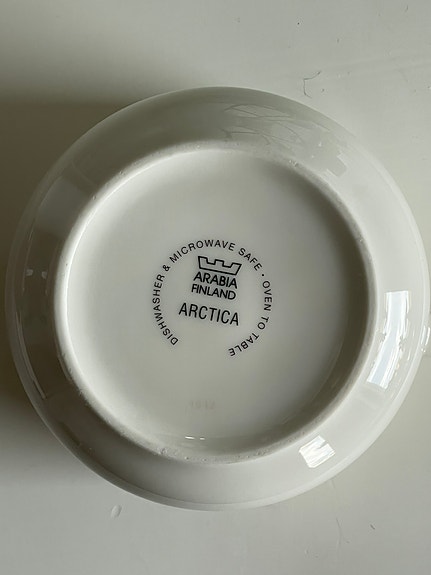 DISHWASHER & MICROWAVE SAFE · OVEN TO TABLE
ARABIA
FINLAND
ARCTICA